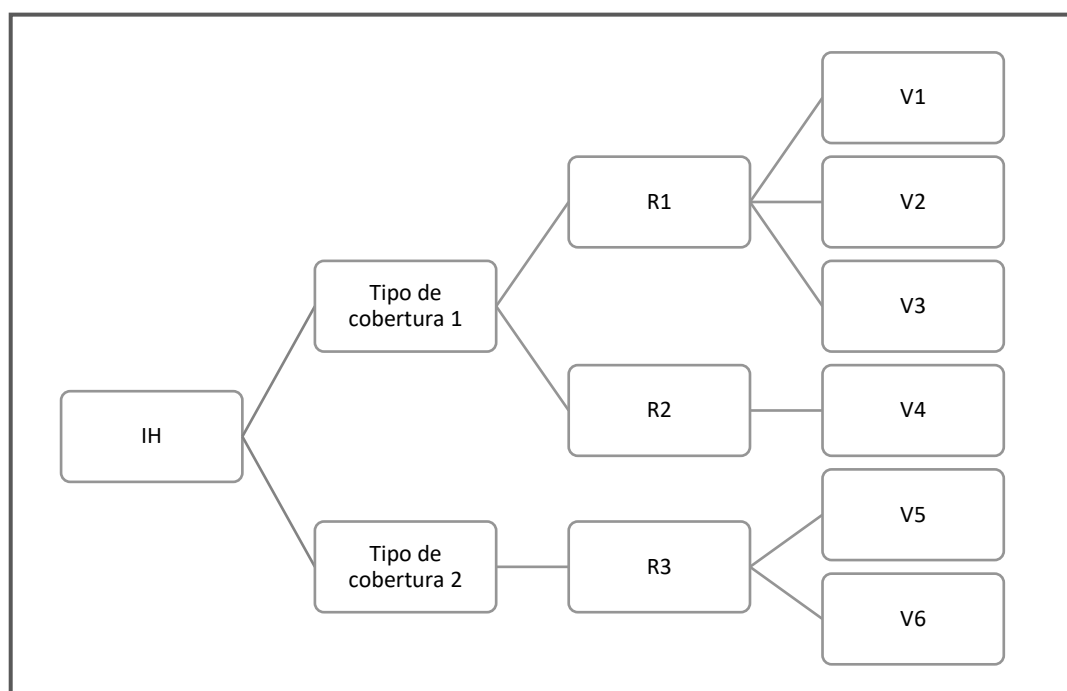 IH
Tipo de
cobertura 1
Tipo de
cobertura 2
R1
R2
R3
V1
V2
V3
V4
V5
V6